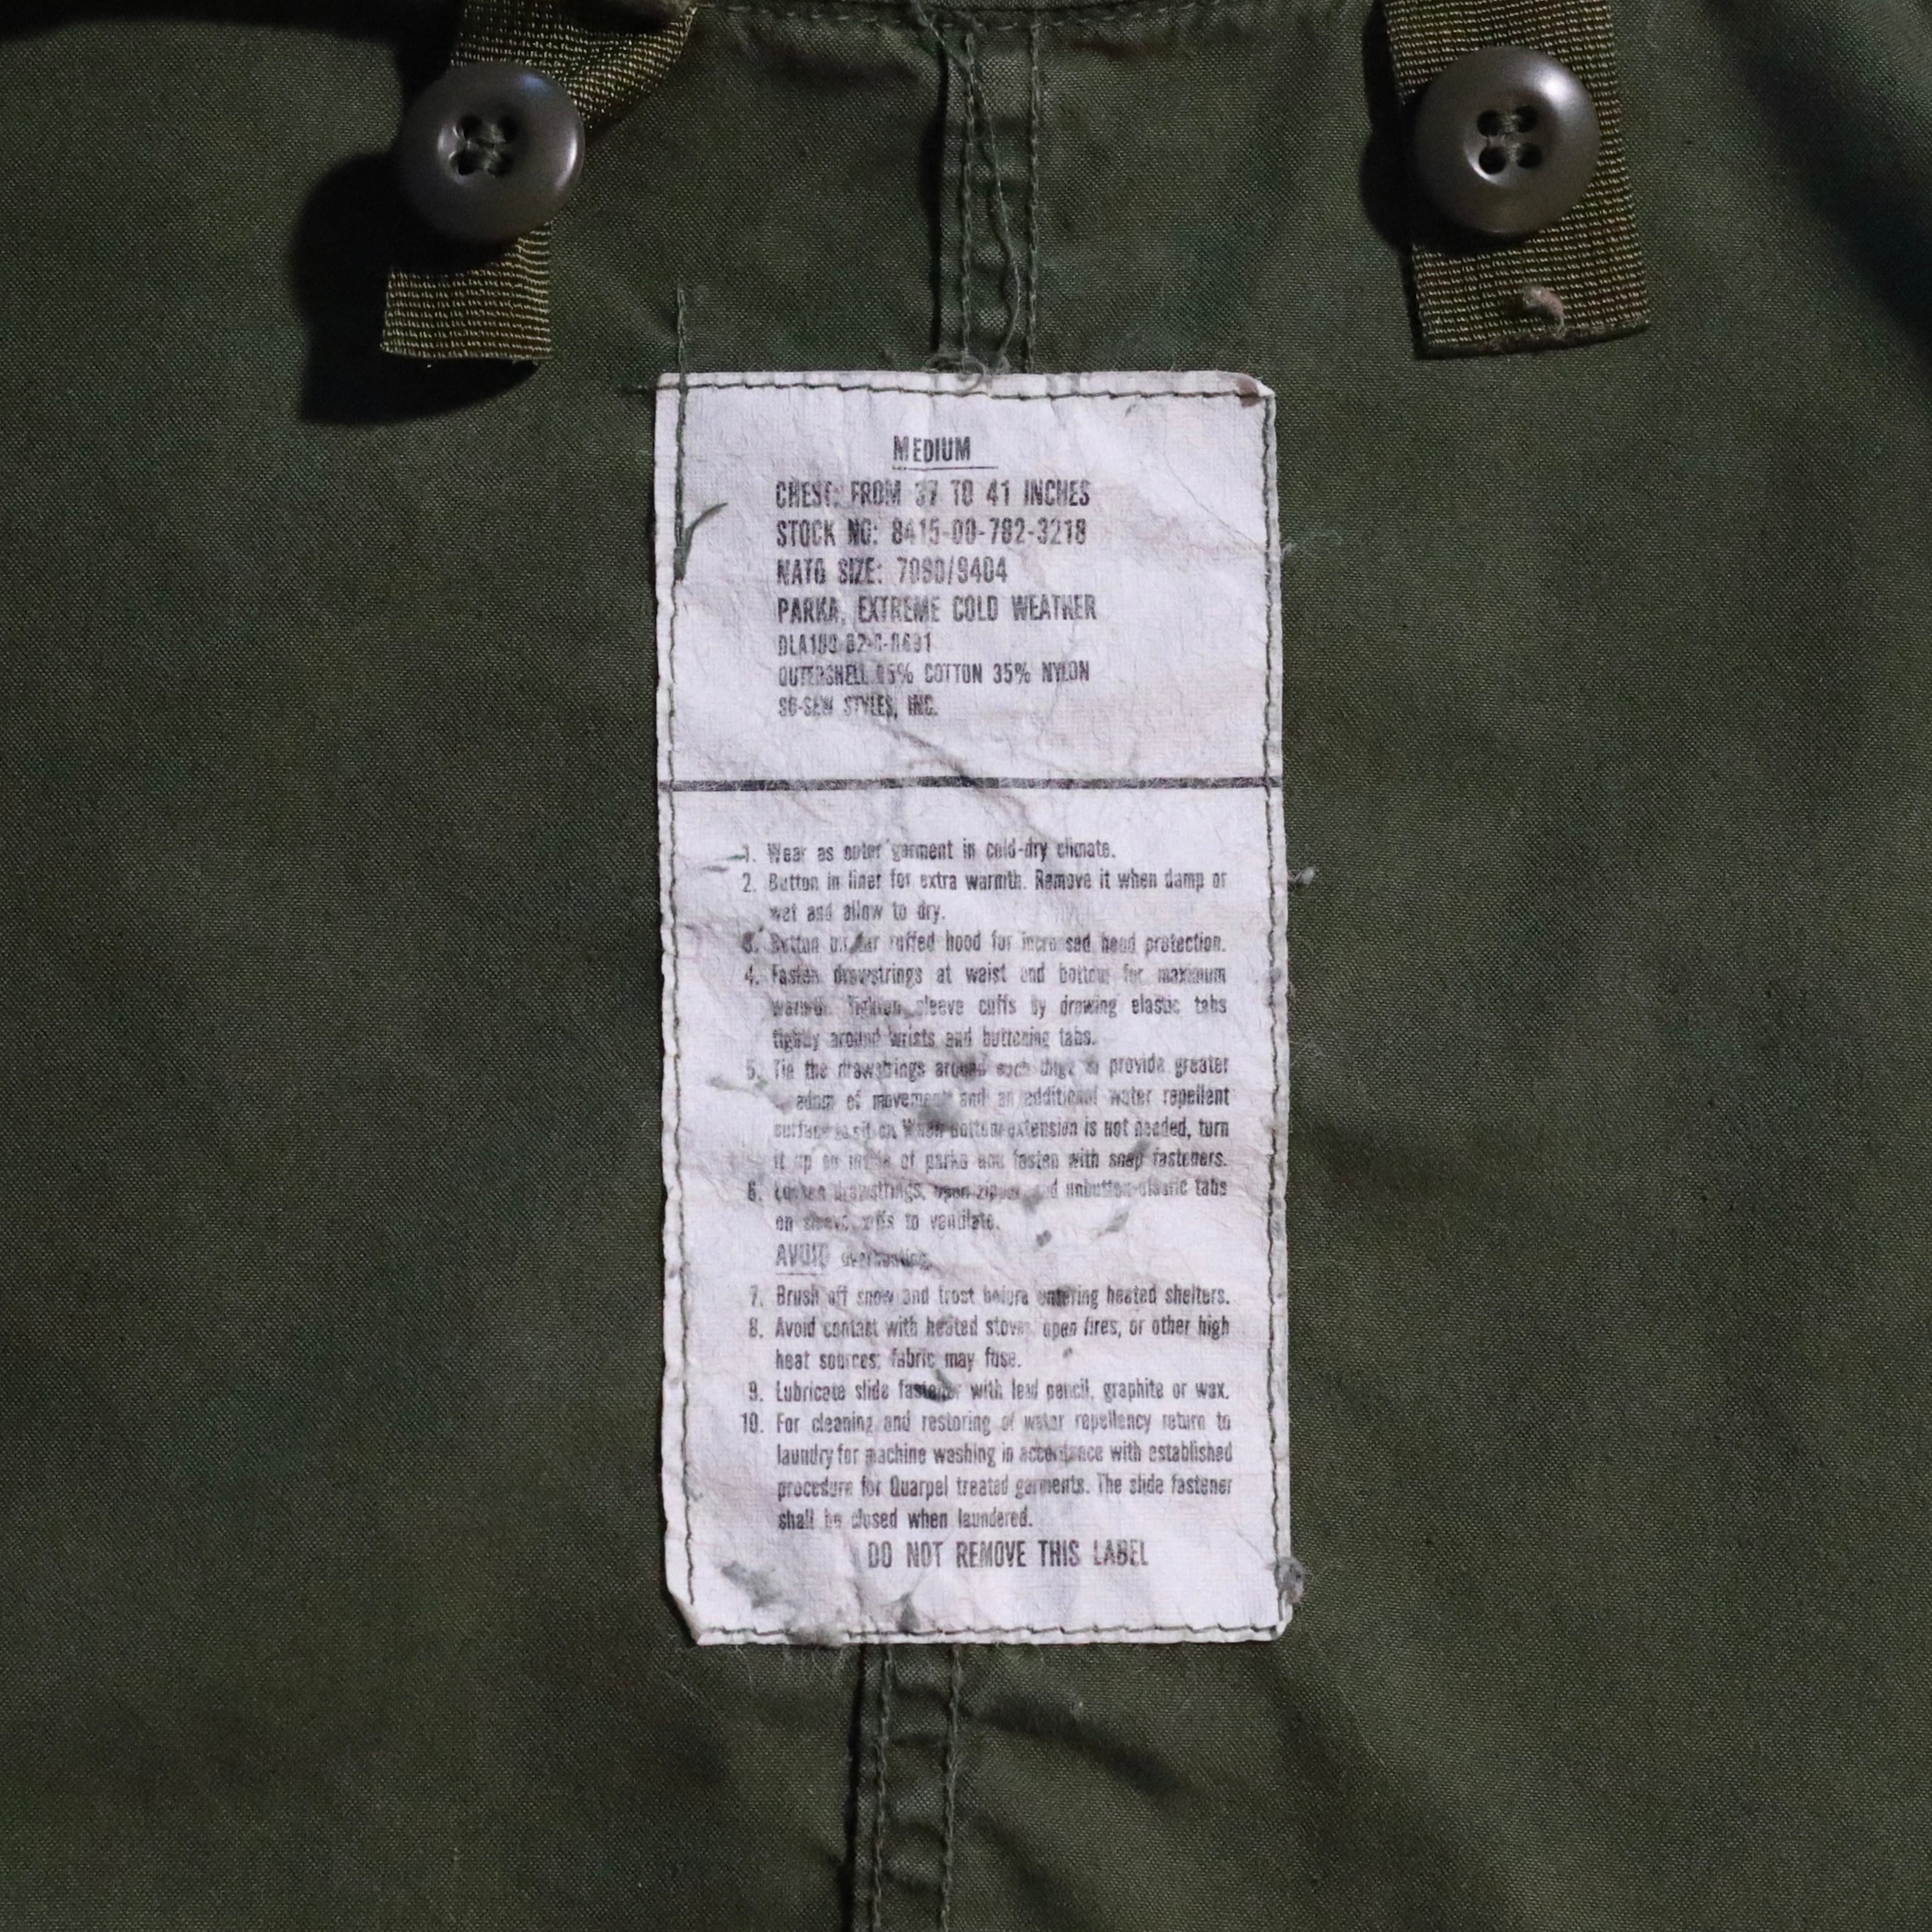 MEDIUM
CHEST: FROM 37 TO 41 INCHES
STOCK NO: 8415-00-782-3218
NATO SIZE: 7080/9404
PARKA, EXTREME COLD WEATHER
OUTERSHELL 65% COTTON 35% NYLON
SO-SEW STYLES, INC.
1. Wear as outer garment in cold-dry climate.
2. Button in liner for extra warmth. Remove it when damp or
wet and allow to dry.
3. Button on fur ruffed hood for increased head protection.
4. Fasten drawstrings at waist and bottom for maximum
warmth. Tighten sleeve cuffs by drawing elastic tabs
tightly around wrists and buttoning tabs.
5. Tie the drawstrings around each thigh to provide greater
of movement and an additional water repellent
surface to sit on. When bottom extension is not needed, turn
it up on inside of parka and fasten with snap fasteners.
6. Loosen drawstrings, open zipper and unbutton elastic tabs
on sleeve cuffs to ventilate.
AVOID overheating.
7. Brush off snow and frost before entering heated shelters.
8. Avoid contact with heated stoves, open fires, or other high
heat sources; fabric may fuse.
9. Lubricate slide fastener with lead pencil, graphite or wax.
10. For cleaning and restoring of water repellency return to
laundry for machine washing in accordance with established
procedure for Quarpel treated garments. The slide fastener
shall be closed when laundered.
DO NOT REMOVE THIS LABEL